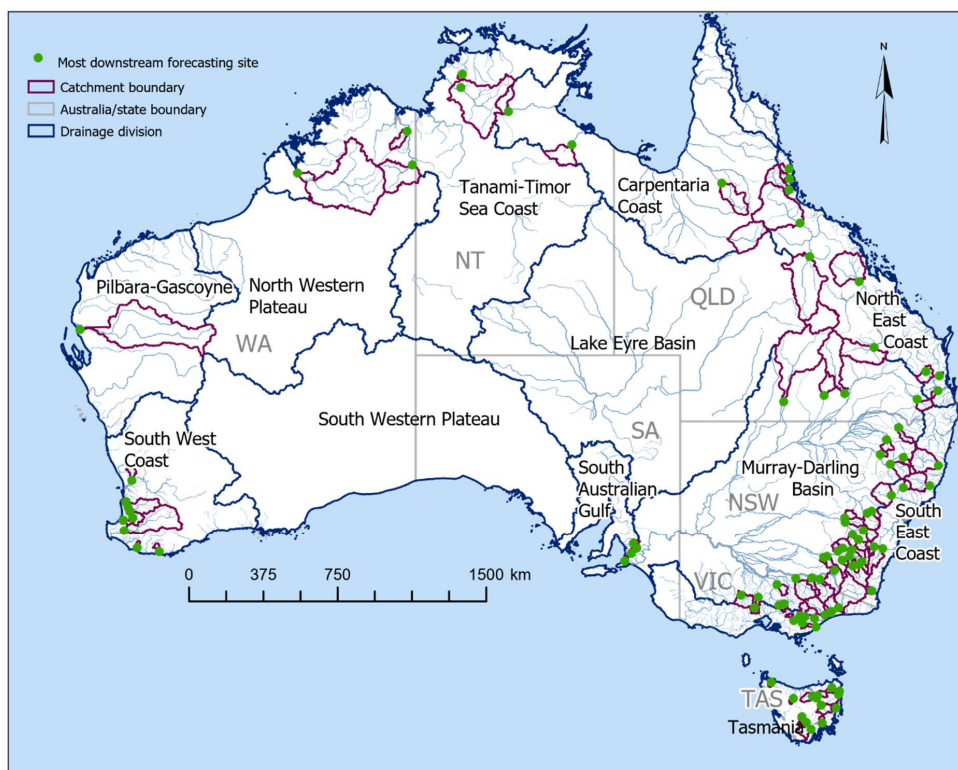 N
Most downstream forecasting site
Catchment boundary
Australia/state boundary
Drainage division
Tanami-Timor
Sea Coast
Carpentaria
Coast
NT
Pilbara-Gascoyne
North Western
Plateau
WA
QLD
North
East
Coast
Lake Eyre Basin
South Western Plateau
SA
South West
Coast
South
Australian
Gulf
Murray-Darling
Basin
NSW
South
East
Coast
VIC
0 375 750 1500 km
TAS
Tasmania